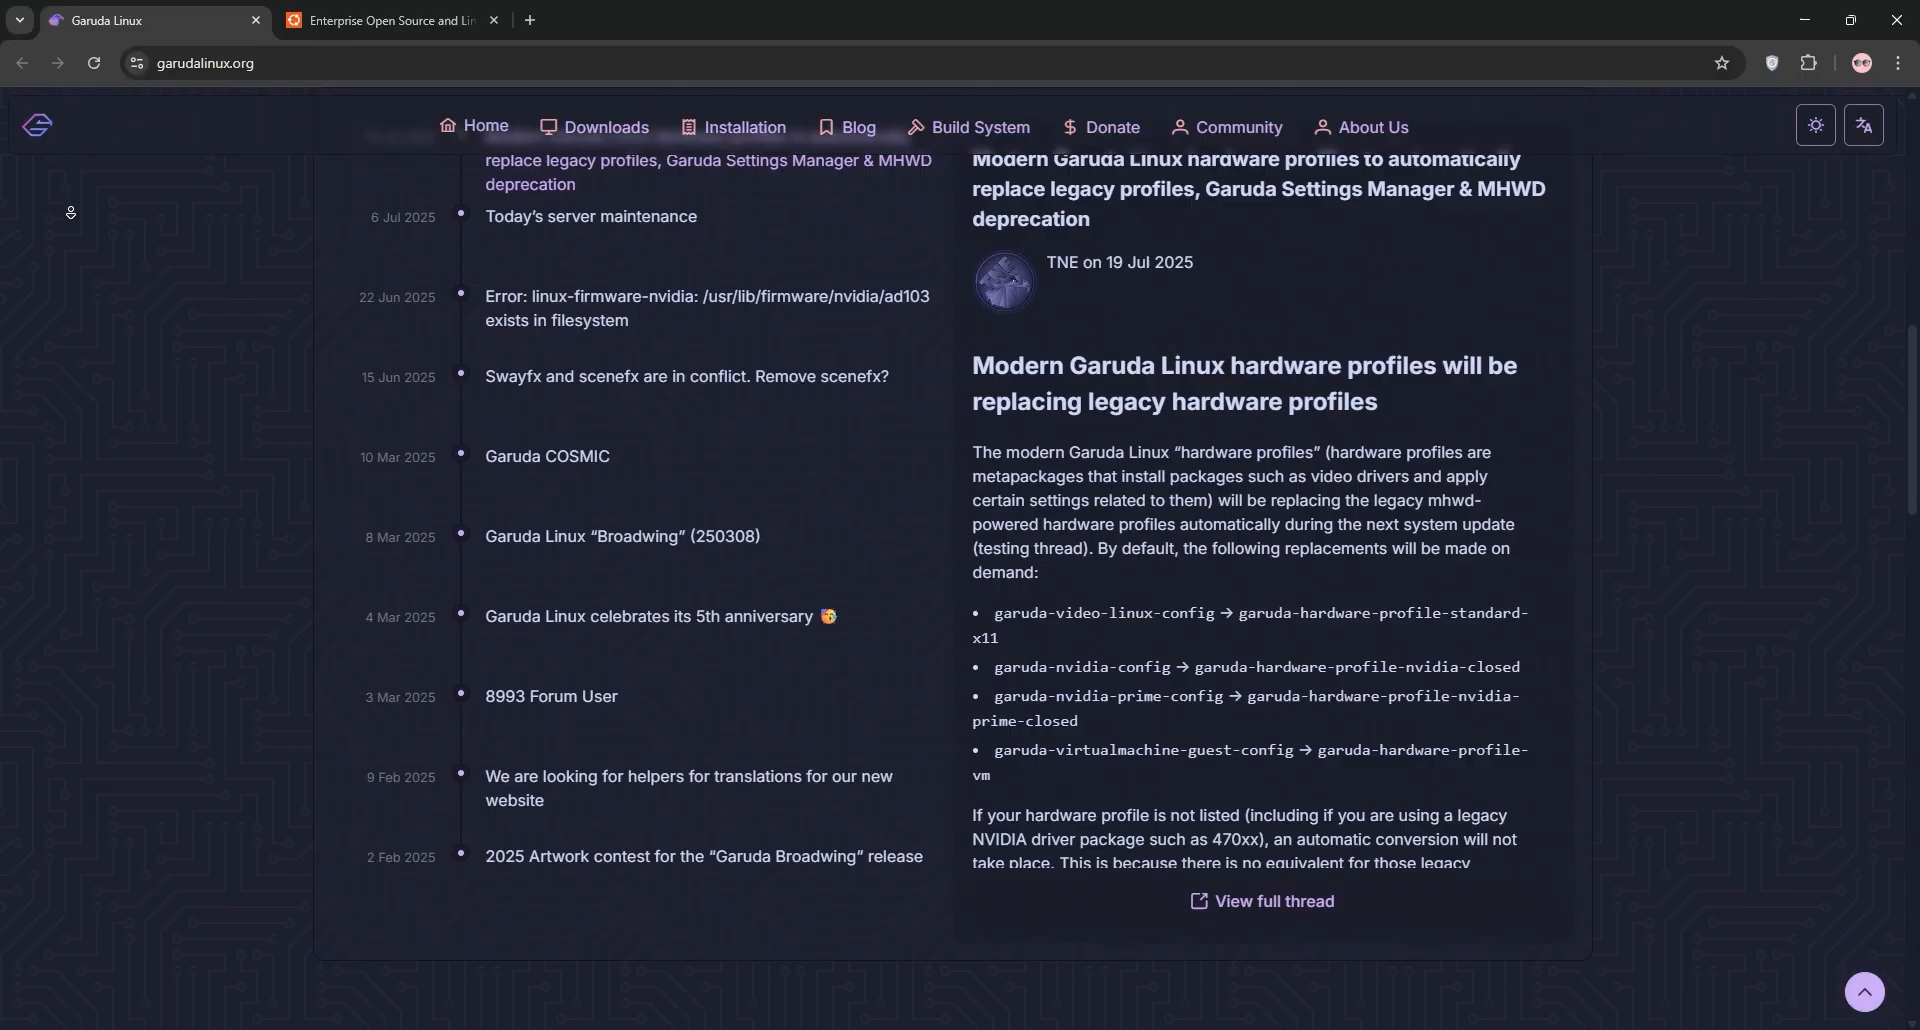 Garuda Linux
Enterprise Open Source and Lin
garudalinux.org
Home
Downloads
Installation
Blog
Build System
Donate
Community
About Us
replace legacy profiles, Garuda Settings Manager & MHWD
deprecation
6 Jul 2025
Today’s server maintenance
22 Jun 2025
Error: linux-firmware-nvidia: /usr/lib/firmware/nvidia/ad103
exists in filesystem
15 Jun 2025
Swayfx and scenefx are in conflict. Remove scenefx?
10 Mar 2025
Garuda COSMIC
8 Mar 2025
Garuda Linux “Broadwing” (250308)
4 Mar 2025
Garuda Linux celebrates its 5th anniversary 🥳
3 Mar 2025
8993 Forum User
9 Feb 2025
We are looking for helpers for translations for our new
website
2 Feb 2025
2025 Artwork contest for the “Garuda Broadwing” release
Modern Garuda Linux hardware profiles to automatically
replace legacy profiles, Garuda Settings Manager & MHWD
deprecation
TNE on 19 Jul 2025
Modern Garuda Linux hardware profiles will be
replacing legacy hardware profiles
The modern Garuda Linux “hardware profiles” (hardware profiles are
metapackages that install packages such as video drivers and apply
certain settings related to them) will be replacing the legacy mhwd-
powered hardware profiles automatically during the next system update
(testing thread). By default, the following replacements will be made on
demand:
• garuda-video-linux-config → garuda-hardware-profile-standard-
x11
• garuda-nvidia-config → garuda-hardware-profile-nvidia-closed
• garuda-nvidia-prime-config → garuda-hardware-profile-nvidia-
prime-closed
• garuda-virtualmachine-guest-config → garuda-hardware-profile-
vm
If your hardware profile is not listed (including if you are using a legacy
NVIDIA driver package such as 470xx), an automatic conversion will not
take place. This is because there is no equivalent for those legacy
View full thread